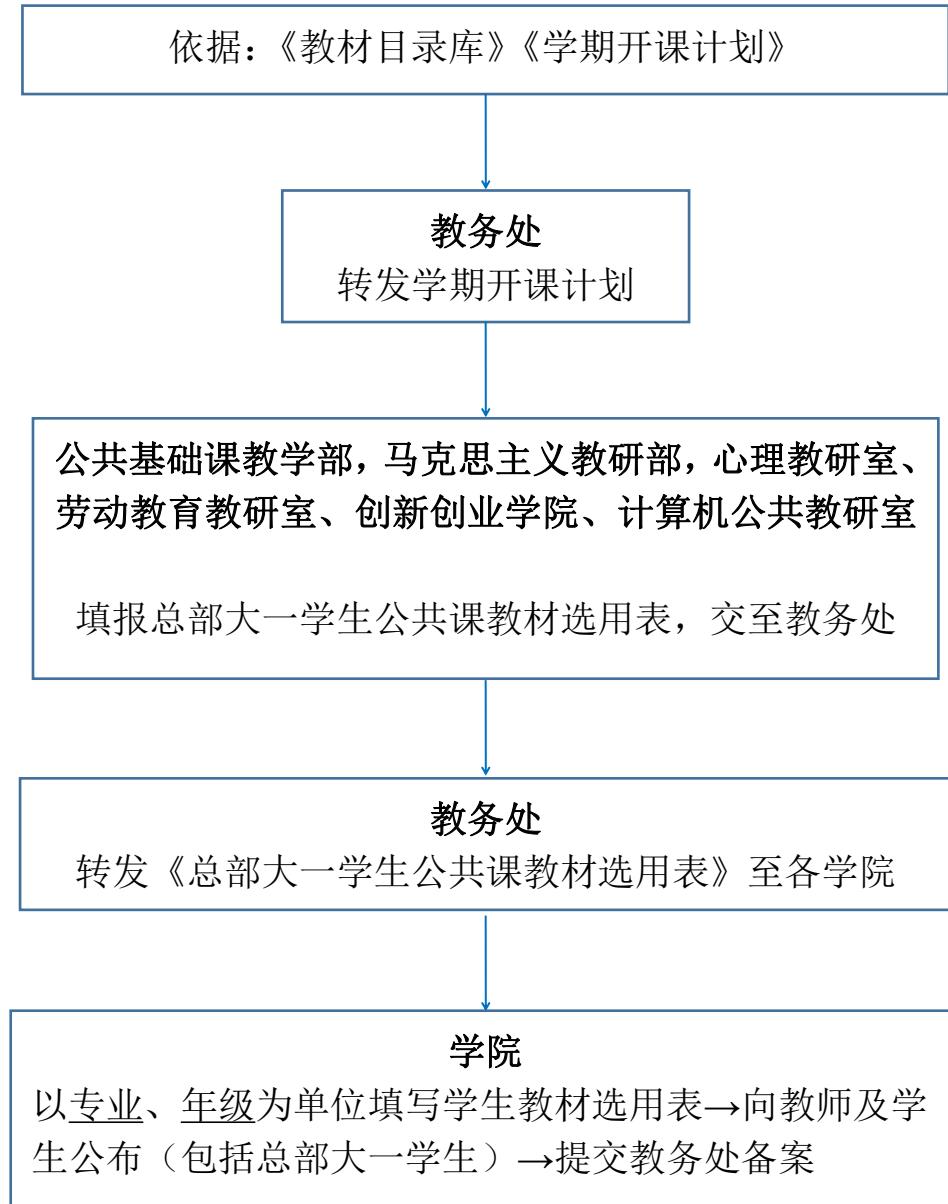 依据：《教材目录库》《学期开课计划》
教务处
转发学期开课计划
公共基础课教学部，马克思主义教研部，心理教研室、
劳动教育教研室、创新创业学院、计算机公共教研室
填报总部大一学生公共课教材选用表，交至教务处
教务处
转发《总部大一学生公共课教材选用表》至各学院
学院
以专业、年级为单位填写学生教材选用表→向教师及学
生公布（包括总部大一学生）→提交教务处备案